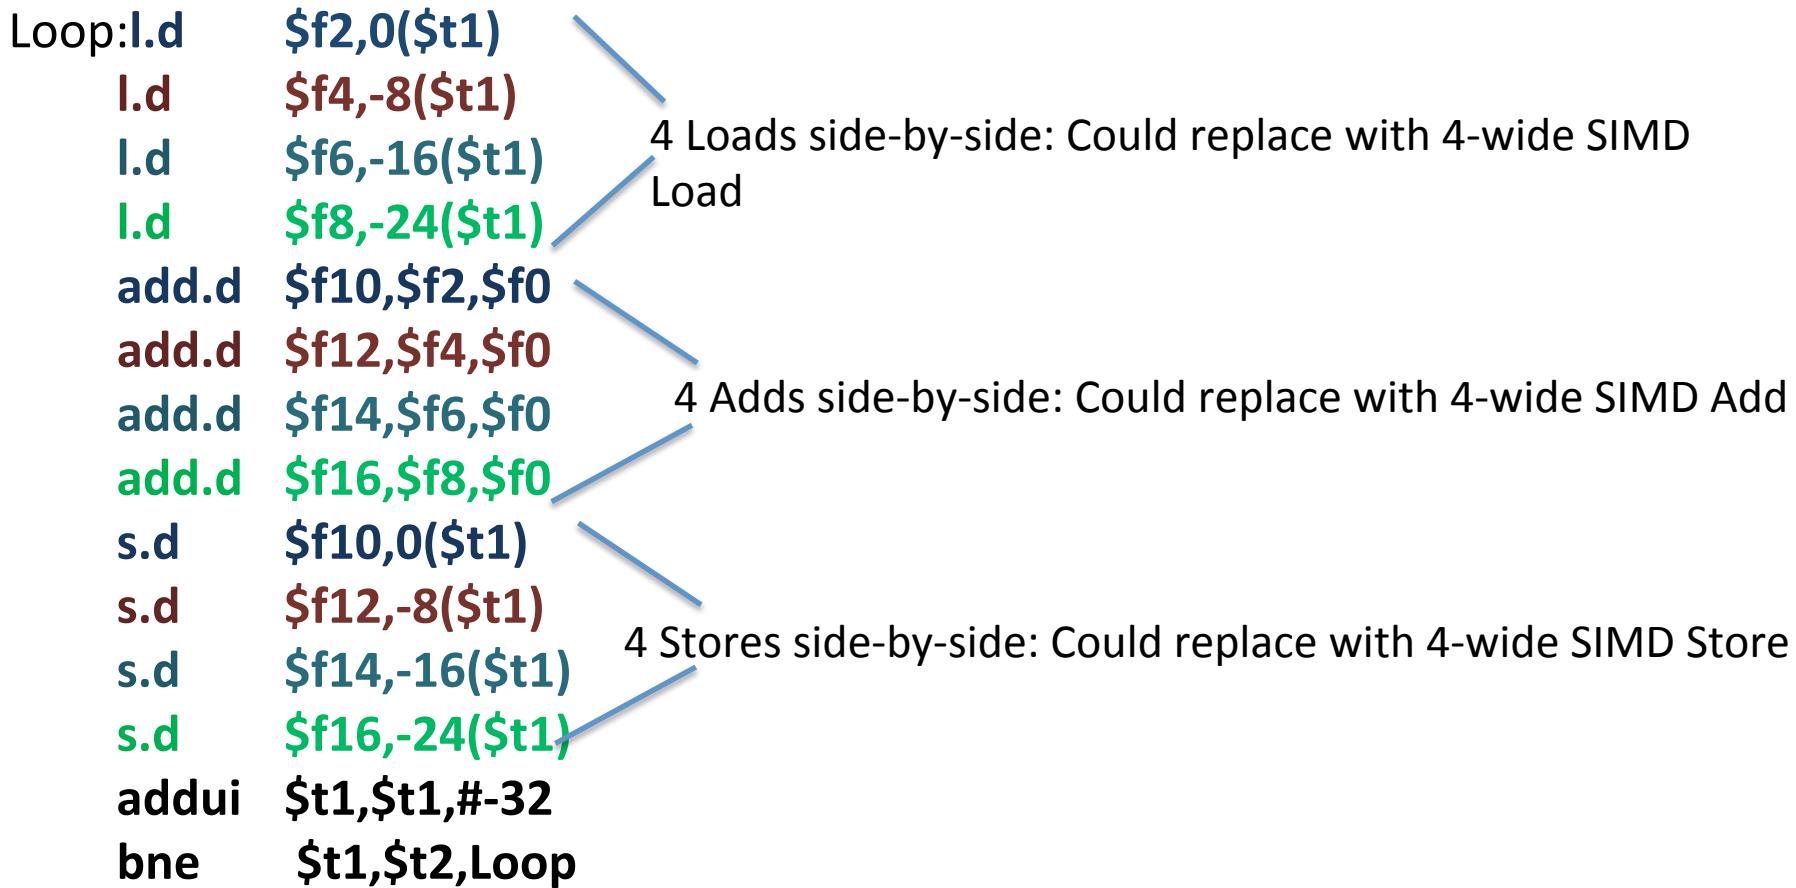 Loop:l.d $f2,0($t1)
l.d $f4,-8($t1)
4 Loads side-by-side: Could replace with 4-wide SIMD
l.d $f6,-16($t1)
Load
l.d $f8,-24($t1)
add.d $f10,$f2,$f0
add.d $f12,$f4,$f0
4 Adds side-by-side: Could replace with 4-wide SIMD Add
add.d $f14,$f6,$f0
add.d $f16,$f8,$f0
s.d $f10,0($t1)
s.d $f12,-8($t1)
4 Stores side-by-side: Could replace with 4-wide SIMD Store
s.d $f14,-16($t1)
s.d $f16,-24($t1)
addui $t1,$t1,#-32
bne $t1,$t2,Loop